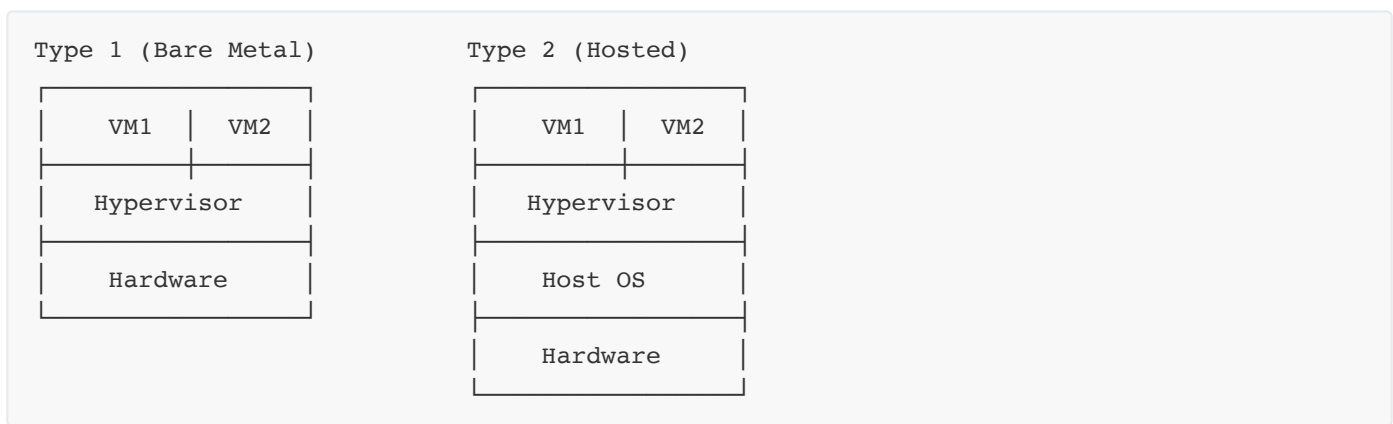 Type 1 (Bare Metal) Type 2 (Hosted)
VM1 VM2 VM1 VM2
Hypervisor Hypervisor
Hardware Host OS
Hardware